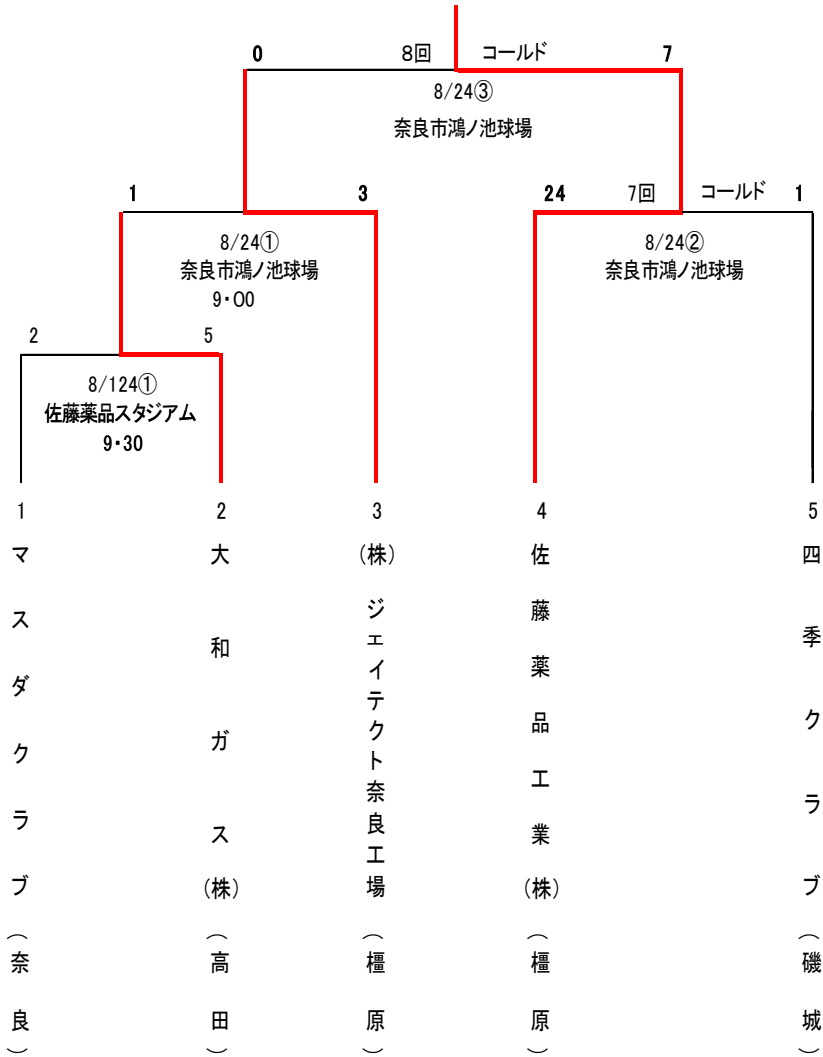 0 8回 コールド 7
8/24③
奈良市鴻ノ池球場
1 3
24 7回 コールド 1
8/24①
奈良市鴻ノ池球場
9・00
8/24②
奈良市鴻ノ池球場
2 5
8/124①
佐藤薬品スタジアム
9・30
1
マスダクラブ(奈良)
2
大和ガス(株)(高田)
3
(株)ジェイテクト奈良工場(橿原)
4
佐藤薬品工業(株)(橿原)
5
四季クラブ(磯城)